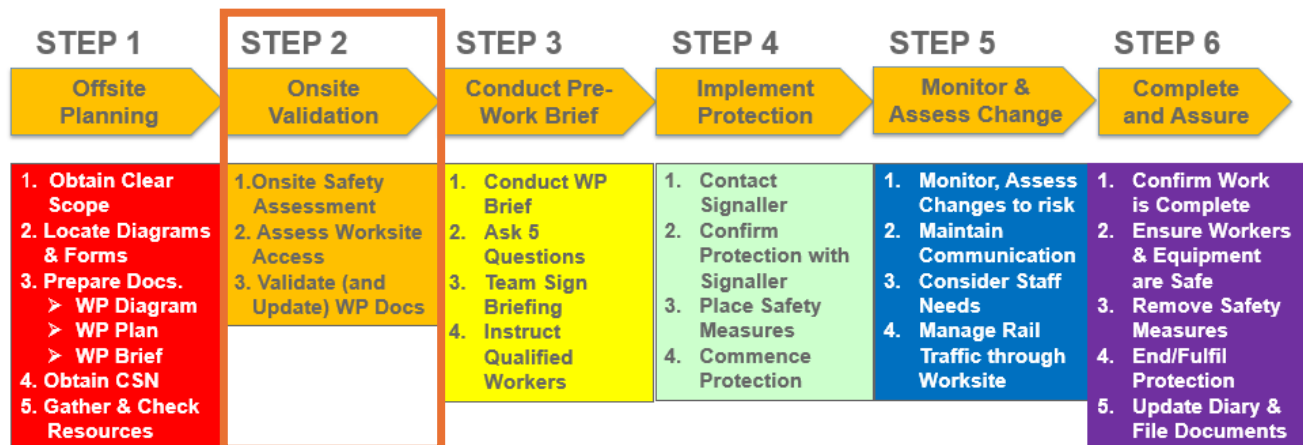 STEP 1
Offsite
Planning
1. Obtain Clear
Scope
2. Locate Diagrams
& Forms
3. Prepare Docs.
➢ WP Diagram
➢ WP Plan
➢ WP Brief
4. Obtain CSN
5. Gather & Check
Resources
STEP 2
Onsite
Validation
1.Onsite Safety
Assessment
2. Assess Worksite
Access
3. Validate (and
Update) WP Docs
STEP 3
Conduct Pre-
Work Brief
1. Conduct WP
Brief
2. Ask 5
Questions
3. Team Sign
Briefing
4. Instruct
Qualified
Workers
STEP 4
Implement
Protection
1. Contact
Signaller
2. Confirm
Protection with
Signaller
3. Place Safety
Measures
4. Commence
Protection
STEP 5
Monitor &
Assess Change
1. Monitor, Assess
Changes to risk
2. Maintain
Communication
3. Consider Staff
Needs
4. Manage Rail
Traffic through
Worksite
STEP 6
Complete
and Assure
1. Confirm Work
is Complete
2. Ensure Workers
& Equipment
are Safe
3. Remove Safety
Measures
4. End/Fulfil
Protection
5. Update Diary &
File Documents